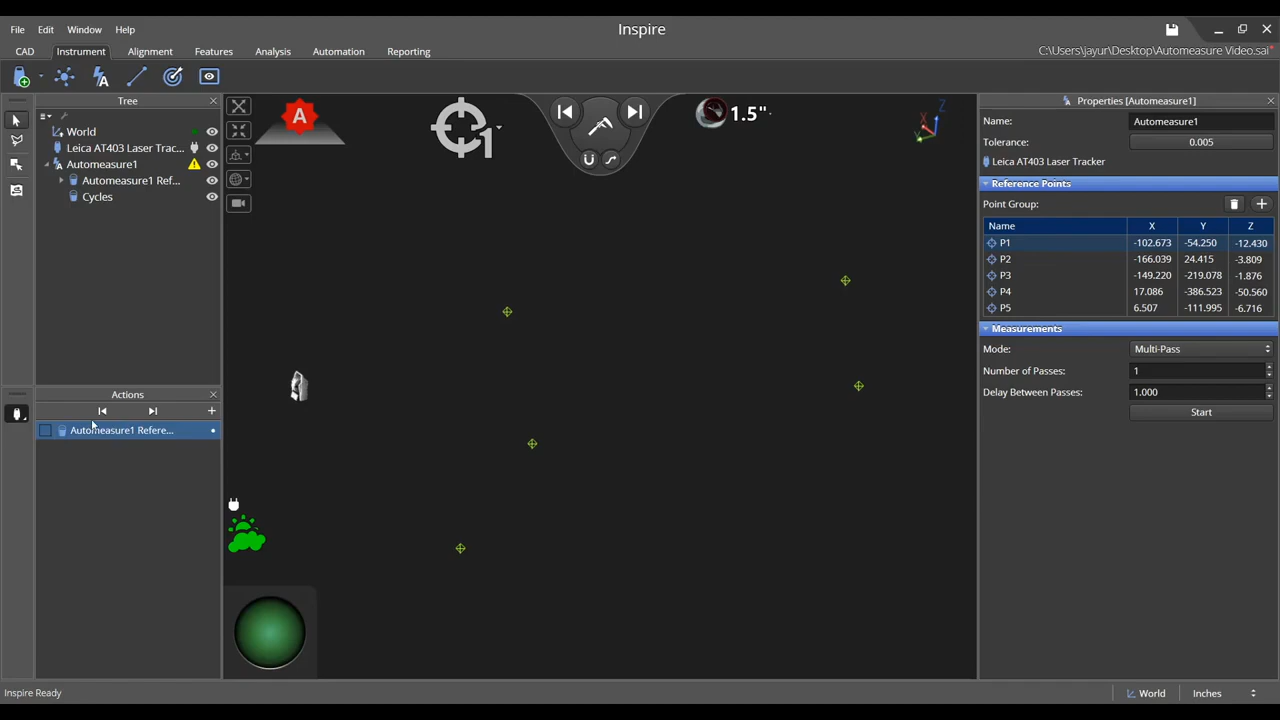 File Edit Window Help
Inspire
CAD Instrument Alignment Features Analysis Automation Reporting
C:\Users\jayur\Desktop\Automeasure Video.sai*
Tree
World
Leica AT403 Laser Trac...
Automeasure1
Automeasure1 Ref...
Cycles
Actions
Automeasure1 Refere...
A
1
1.5"
X
Y
Z
Properties [Automeasure1]
Name: Automeasure1
Tolerance: 0.005
Leica AT403 Laser Tracker
Reference Points
Point Group:
Name X Y Z
P1 -102.673 -54.250 -12.430
P2 -166.039 24.415 -3.809
P3 -149.220 -219.078 -1.876
P4 17.086 -386.523 -50.560
P5 6.507 -111.995 -6.716
Measurements
Mode: Multi-Pass
Number of Passes: 1
Delay Between Passes: 1.000
Start
Inspire Ready
World Inches